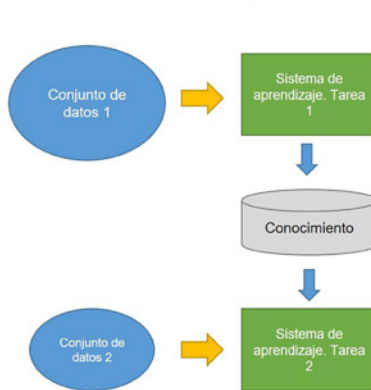 Conjunto de
datos 1
Sistema de
aprendizaje. Tarea
1
Conocimiento
Conjunto de
datos 2
Sistema de
aprendizaje. Tarea
2